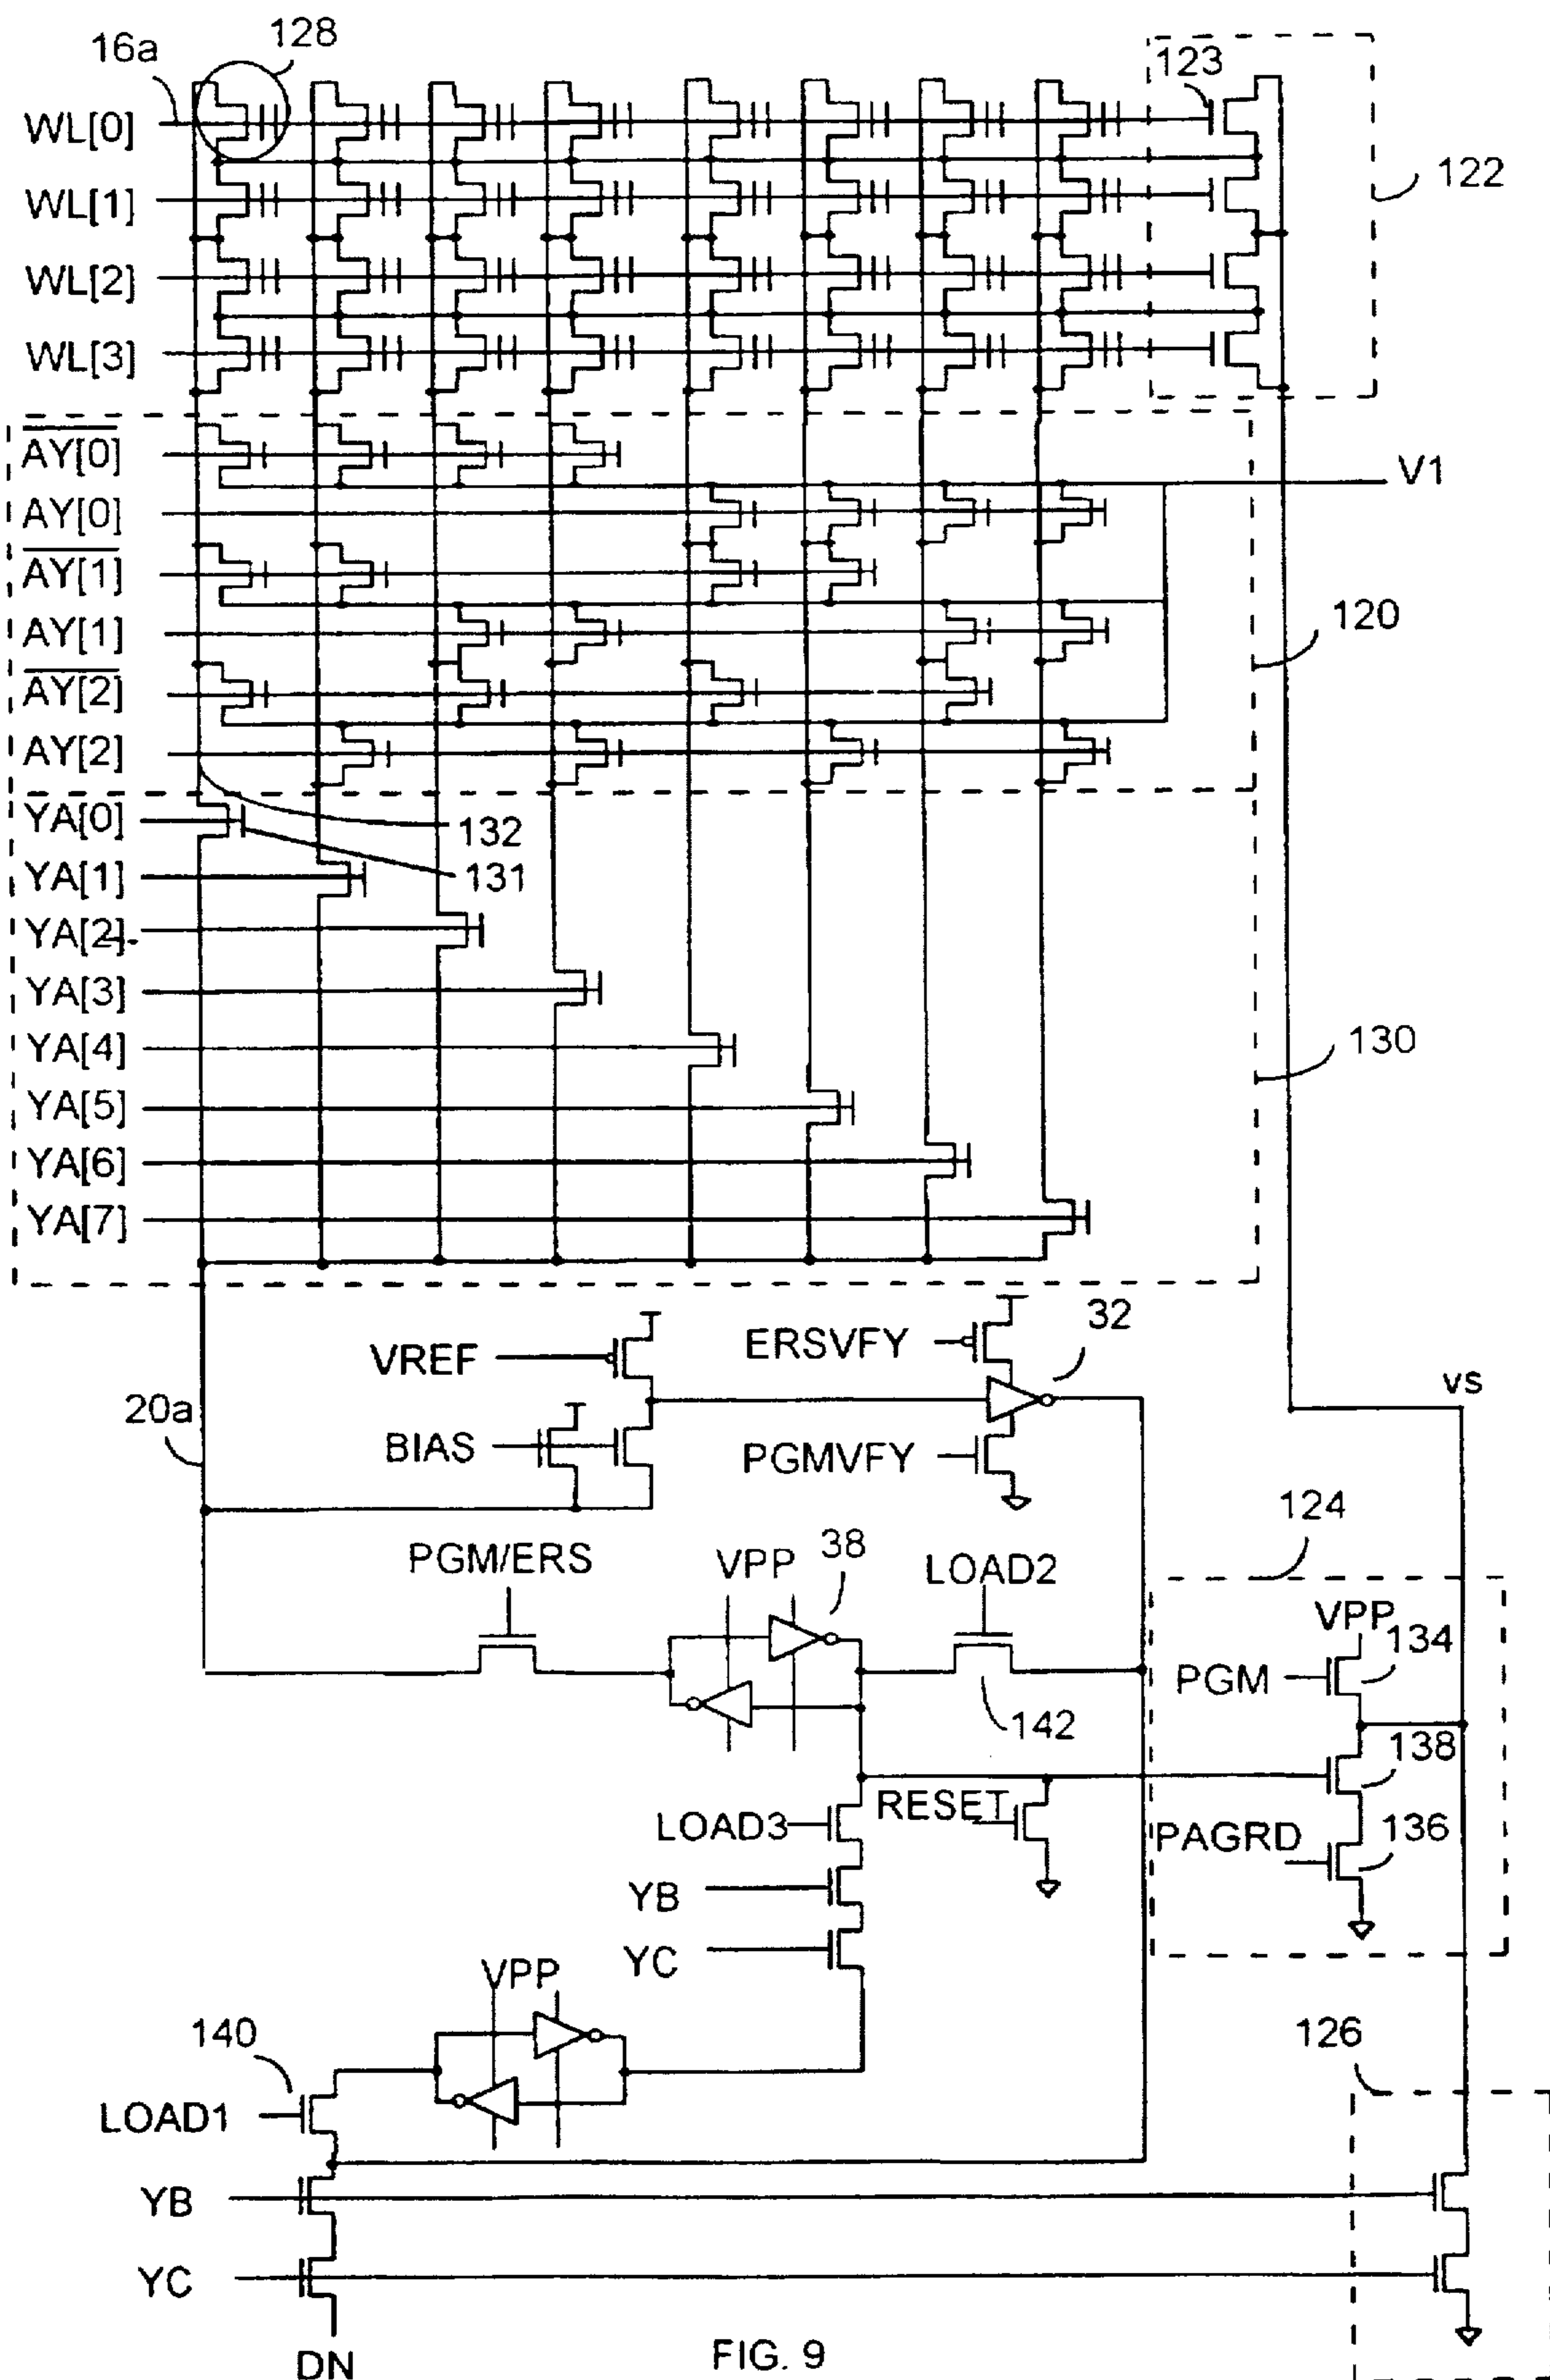 16a
128
123
WL[0]
122
WL[1]
WL[2]
WL[3]
AY[0]
V1
AY[0]
AY[1]
AY[1]
120
AY[2]
AY[2]
YA[0]
132
YA[1]
131
YA[2]
YA[3]
YA[4]
130
YA[5]
YA[6]
YA[7]
32
VREF
ERSVFY
vs
20a
BIAS
PGMVFY
124
PGM/ERS
VPP
38
LOAD2
VPP
134
PGM
142
138
RESET
LOAD3
PAGRD
136
YB
YC
VPP
140
126
LOAD1
YB
YC
DN
FIG. 9